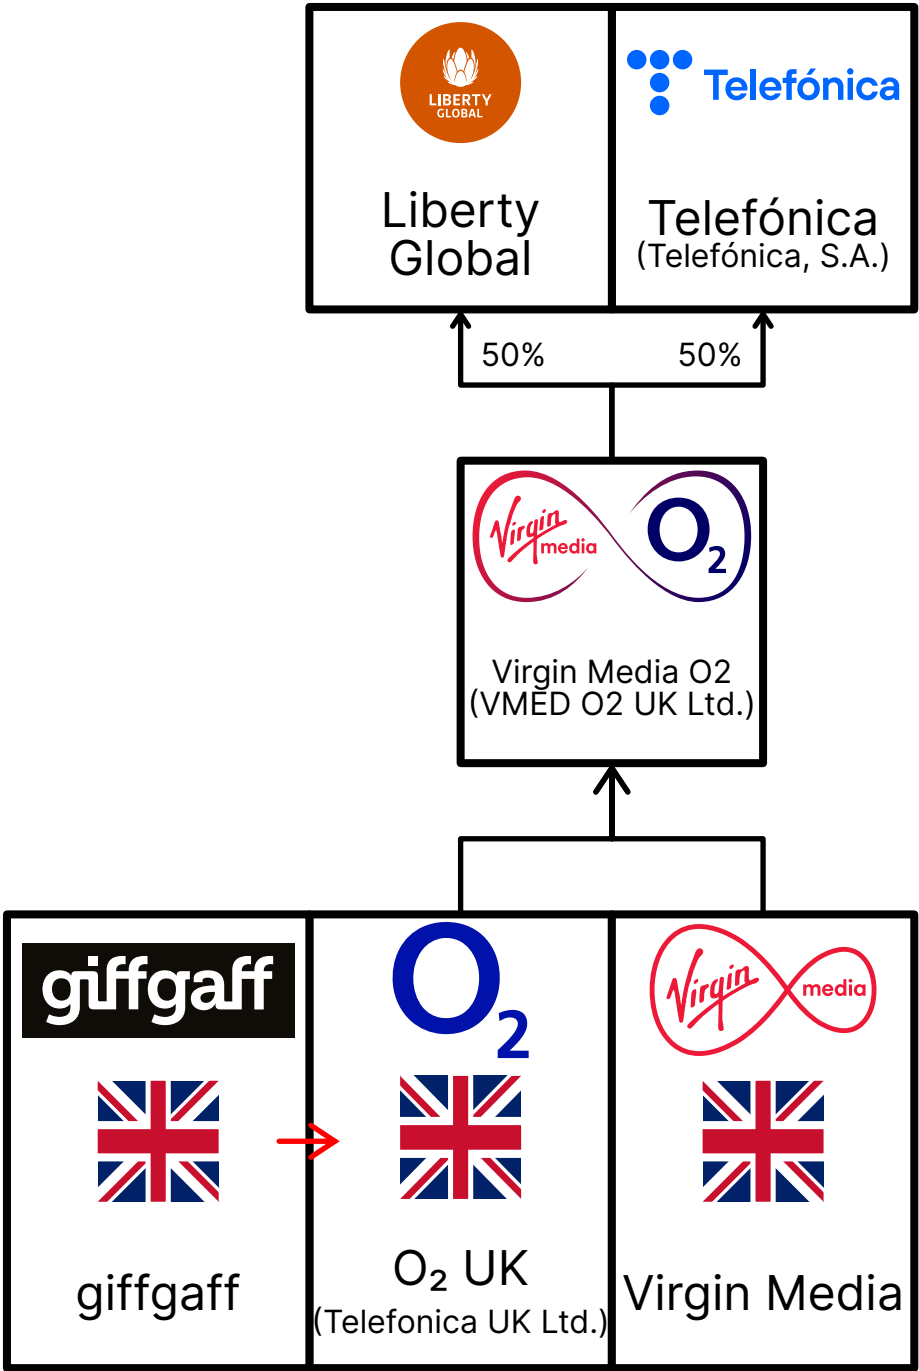 LIBERTY
GLOBAL
Telefónica
Liberty
Global
Telefónica
(Telefónica, S.A.)
50%
50%
Virgin
media
O2
Virgin Media O2
(VMED O2 UK Ltd.)
giffgaff
O2
Virgin
media
giffgaff
O₂ UK
(Telefonica UK Ltd.)
Virgin Media